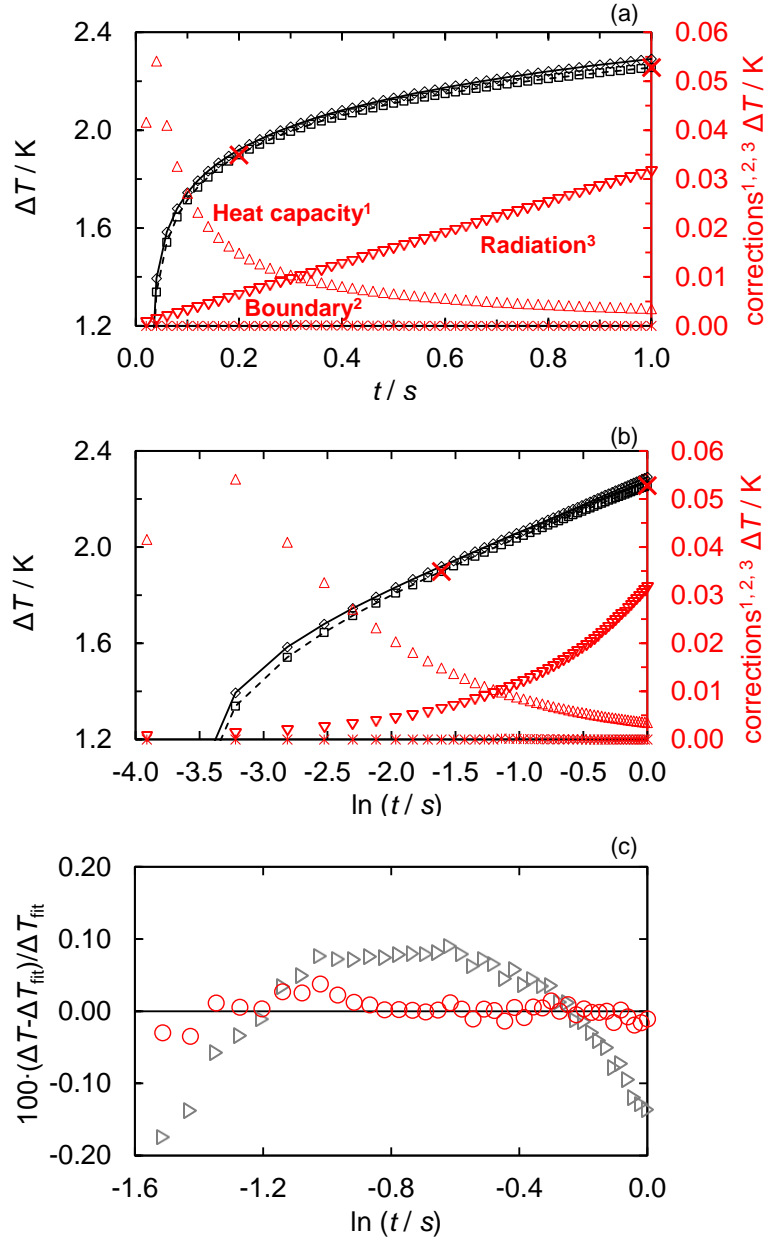 (a)
2.4
2.0
1.6
1.2
ΔT / K
0.06
0.05
0.04
0.03
0.02
0.01
0.00
corrections¹˒ ²˒ ³ ΔT / K
Heat capacity¹
Radiation³
Boundary²
0.0 0.2 0.4 0.6 0.8 1.0
t / s
(b)
2.4
2.0
1.6
1.2
ΔT / K
0.06
0.05
0.04
0.03
0.02
0.01
0.00
corrections¹˒ ²˒ ³ ΔT / K
-4.0 -3.5 -3.0 -2.5 -2.0 -1.5 -1.0 -0.5 0.0
ln (t / s)
(c)
0.20
0.10
0.00
-0.10
-0.20
100·(ΔT-ΔT_fit)/ΔT_fit
-1.6 -1.2 -0.8 -0.4 0.0
ln (t / s)